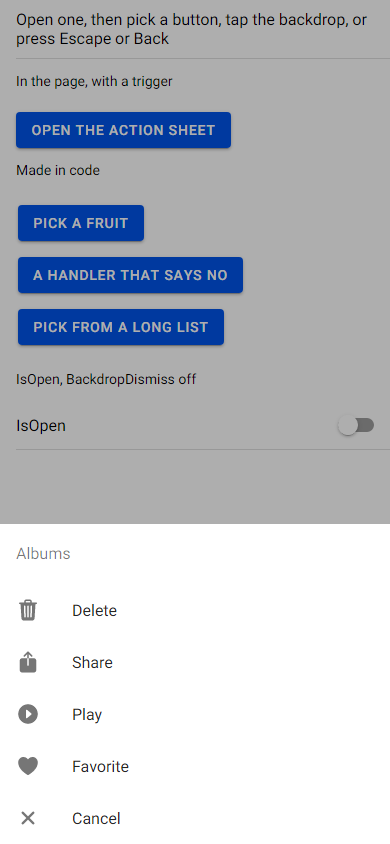 Open one, then pick a button, tap the backdrop, or
press Escape or Back
In the page, with a trigger
OPEN THE ACTION SHEET
Made in code
PICK A FRUIT
A HANDLER THAT SAYS NO
PICK FROM A LONG LIST
IsOpen, BackdropDismiss off
IsOpen
Albums
Delete
Share
Play
Favorite
Cancel